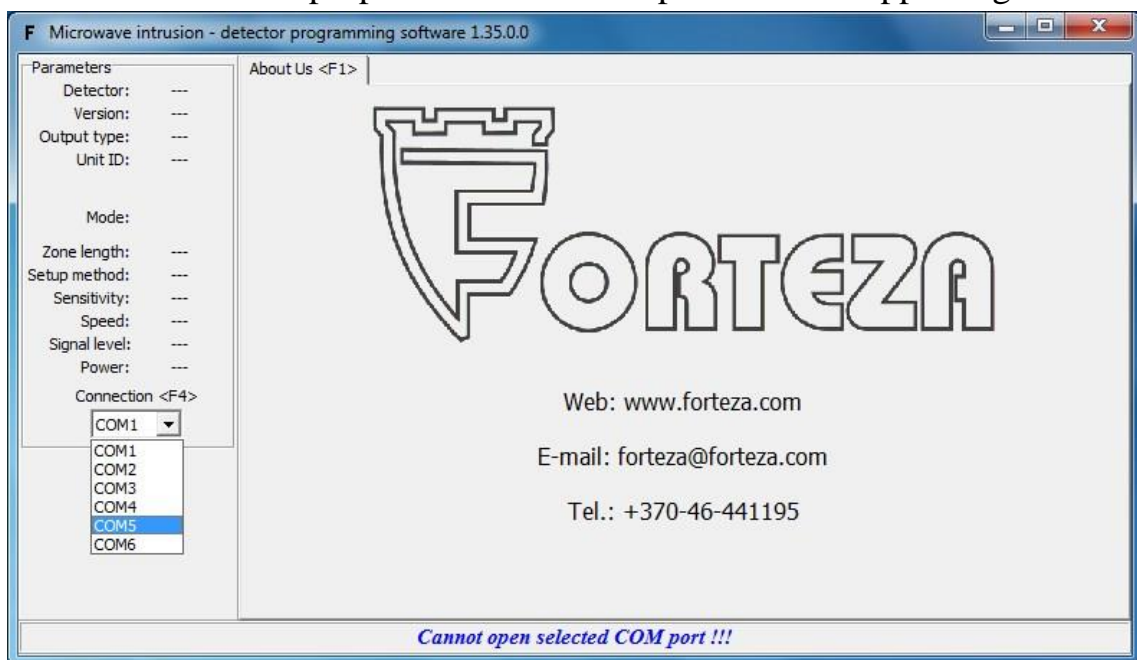 F Microwave intrusion - detector programming software 1.35.0.0
Parameters
Detector: ---
Version: ---
Output type: ---
Unit ID: ---
Mode:
Zone length: ---
Setup method: ---
Sensitivity: ---
Speed: ---
Signal level: ---
Power: ---
Connection <F4>
COM1
COM1
COM2
COM3
COM4
COM5
COM6
About Us <F1>
FORTEZA
Web: www.forteza.com
E-mail: forteza@forteza.com
Tel.: +370-46-441195
Cannot open selected COM port !!!